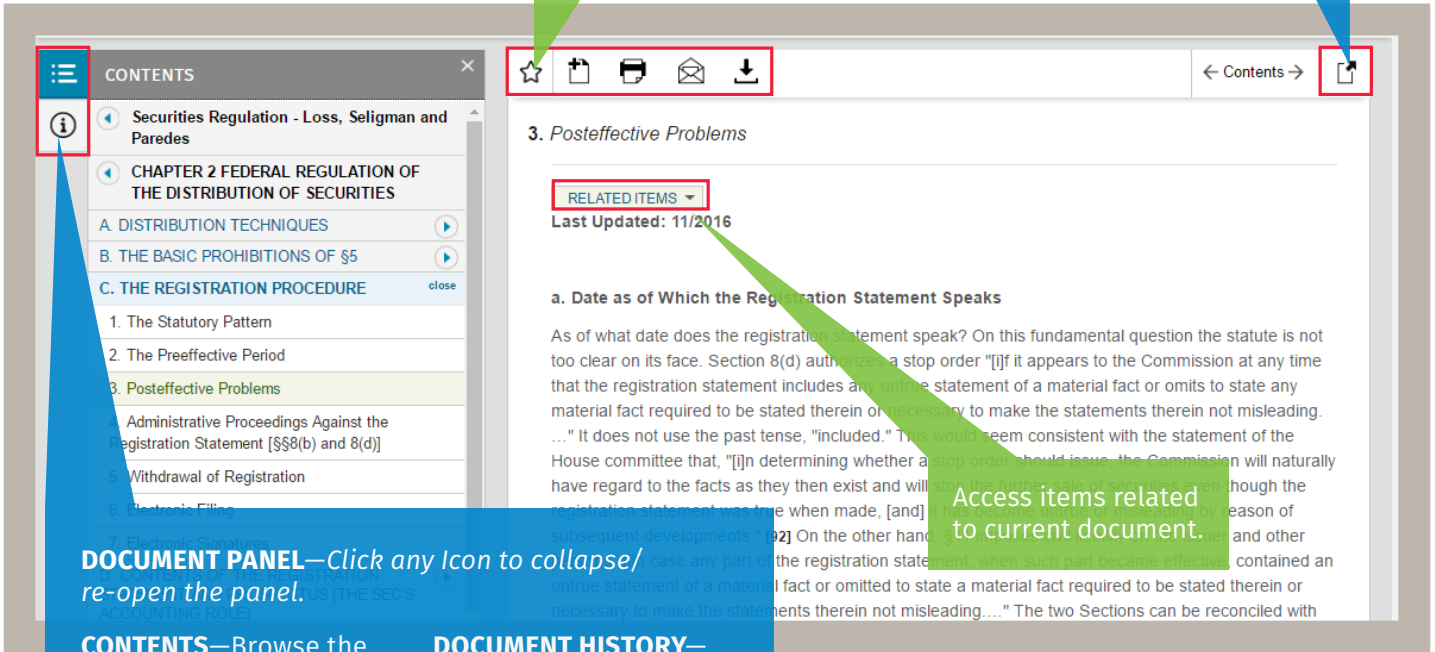 CONTENTS
×
Securities Regulation - Loss, Seligman and
Paredes
CHAPTER 2 FEDERAL REGULATION OF
THE DISTRIBUTION OF SECURITIES
A. DISTRIBUTION TECHNIQUES
B. THE BASIC PROHIBITIONS OF §5
C. THE REGISTRATION PROCEDURE close
1. The Statutory Pattern
2. The Preeffective Period
3. Posteffective Problems
4. Administrative Proceedings Against the
Registration Statement [§§8(b) and 8(d)]
5. Withdrawal of Registration
6. Electronic Filing
7. Electronic Signatures
D. CONTENTS OF THE REGISTRATION
TUS (THE SEC'S
ACCOUNTING ROLE)
DOCUMENT PANEL—Click any Icon to collapse/
re-open the panel.
CONTENTS—Browse the
DOCUMENT HISTORY—
← Contents →
3. Posteffective Problems
RELATED ITEMS
Last Updated: 11/2016
a. Date as of Which the Registration Statement Speaks
As of what date does the registration statement speak? On this fundamental question the statute is not
too clear on its face. Section 8(d) authorizes a stop order "[i]f it appears to the Commission at any time
that the registration statement includes any untrue statement of a material fact or omits to state any
material fact required to be stated therein or necessary to make the statements therein not misleading.
…" It does not use the past tense, "included." This would seem consistent with the statement of the
House committee that, "[i]n determining whether a stop order should issue, the Commission will naturally
have regard to the facts as they then exist and will stop the further sale of securities even though the
registration statement was true when made, [and] it has become untrue or misleading by reason of
subsequent developments." [92] On the other hand, and other
case any part of the registration statement, when such part became effective, contained an
untrue statement of a material fact or omitted to state a material fact required to be stated therein or
necessary to make the statements therein not misleading...." The two Sections can be reconciled with
Access items related
to current document.